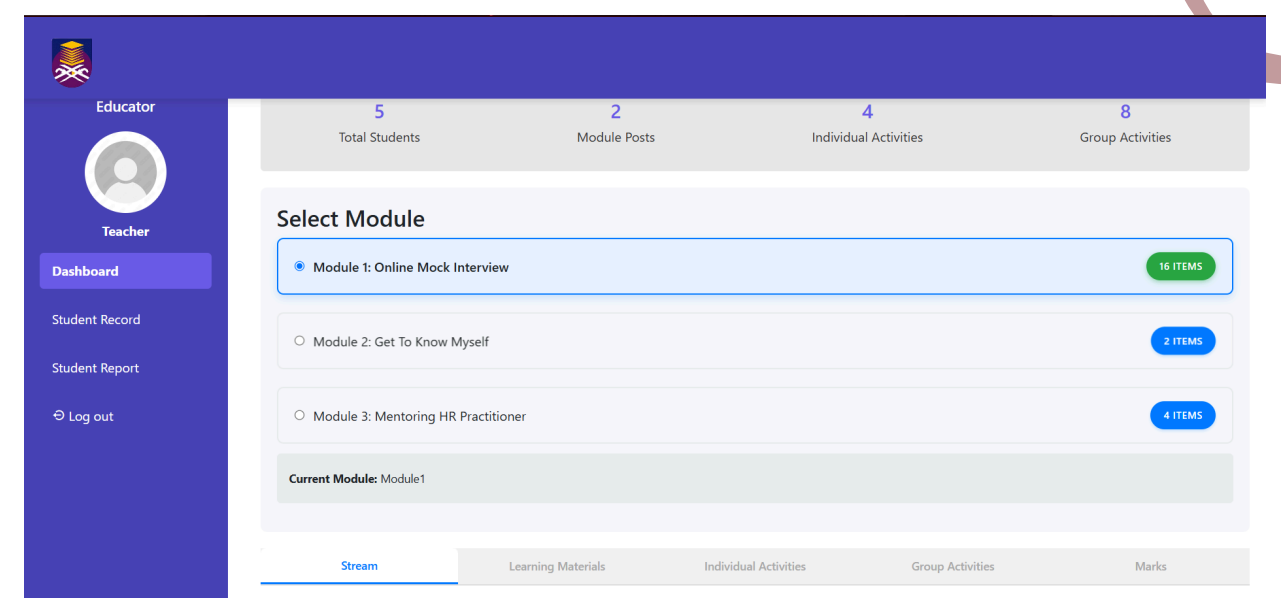 Educator
Teacher
Dashboard
Student Record
Student Report
Log out
5 2 4 8
Total Students Module Posts Individual Activities Group Activities
Select Module
Module 1: Online Mock Interview 16 ITEMS
Module 2: Get To Know Myself 2 ITEMS
Module 3: Mentoring HR Practitioner 4 ITEMS
Current Module: Module1
Stream Learning Materials Individual Activities Group Activities Marks